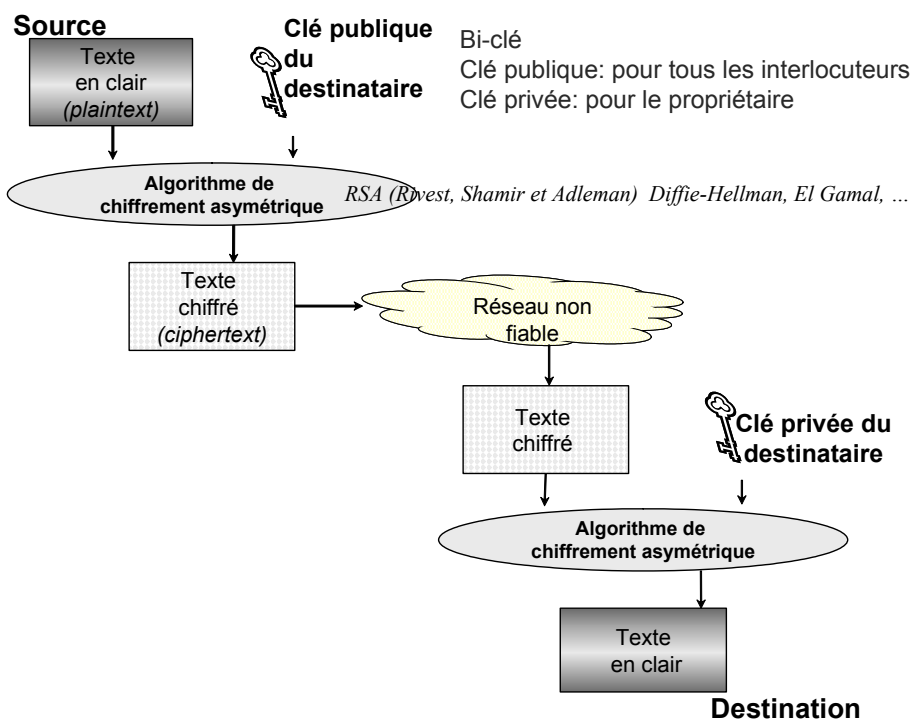 Source
Texte
en clair
(plaintext)
Clé publique
du
destinataire
Bi-clé
Clé publique: pour tous les interlocuteurs
Clé privée: pour le propriétaire
Algorithme de
chiffrement asymétrique
RSA (Rivest, Shamir et Adleman) Diffie-Hellman, El Gamal, …
Texte
chiffré
(ciphertext)
Réseau non
fiable
Texte
chiffré
Clé privée du
destinataire
Algorithme de
chiffrement asymétrique
Texte
en clair
Destination